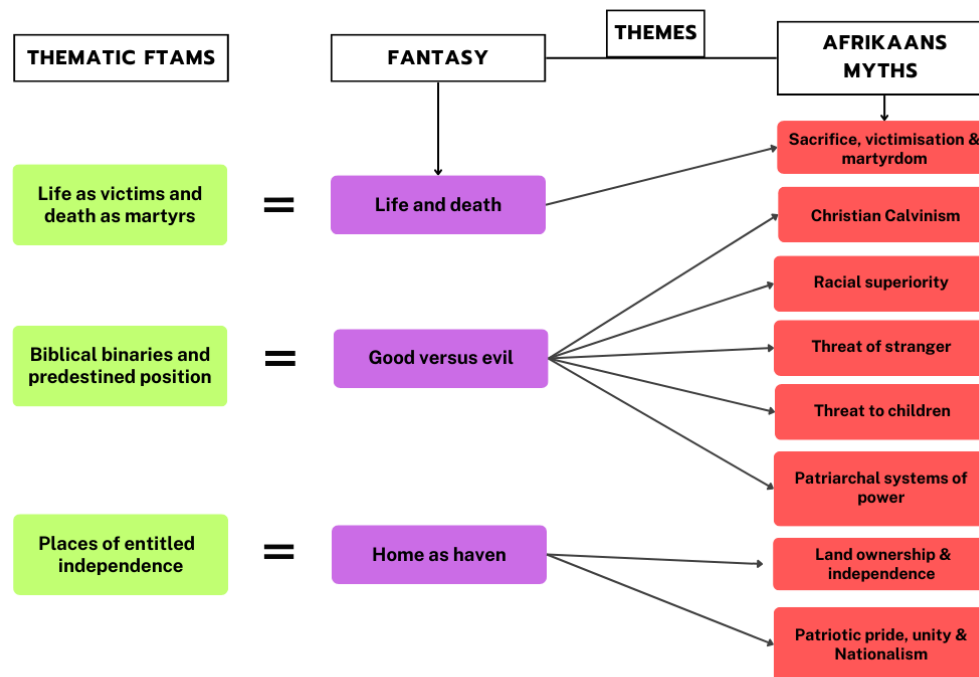 THEMES
THEMATIC FTAMS
FANTASY
AFRIKAANS
MYTHS
Sacrifice, victimisation &
martyrdom
Life as victims and
death as martyrs
=
Life and death
Christian Calvinism
Racial superiority
Biblical binaries and
predestined position
=
Good versus evil
Threat of stranger
Threat to children
Patriarchal systems of
power
Places of entitled
independence
=
Home as haven
Land ownership &
independence
Patriotic pride, unity &
Nationalism